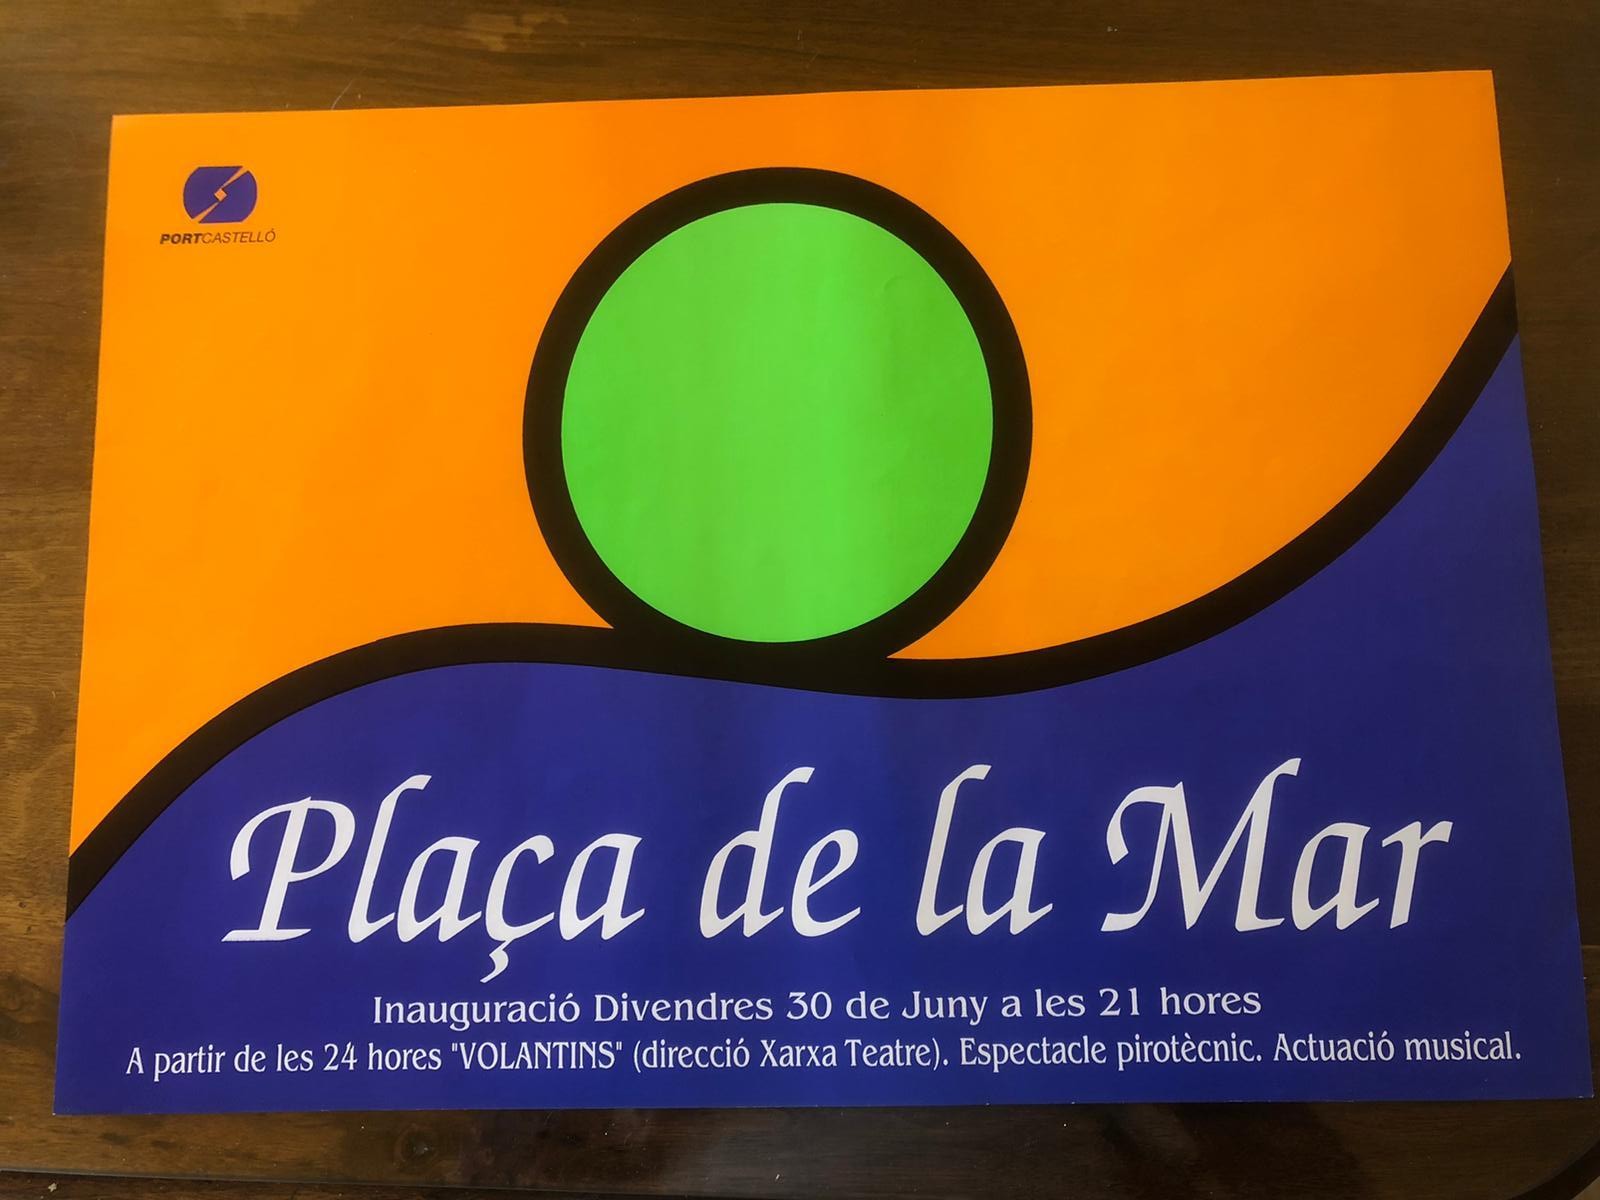 PORTCASTELLÓ
Plaça de la Mar
Inauguració Divendres 30 de Juny a les 21 hores
A partir de les 24 hores "VOLANTINS" (direcció Xarxa Teatre). Espectacle pirotècnic. Actuació musical.